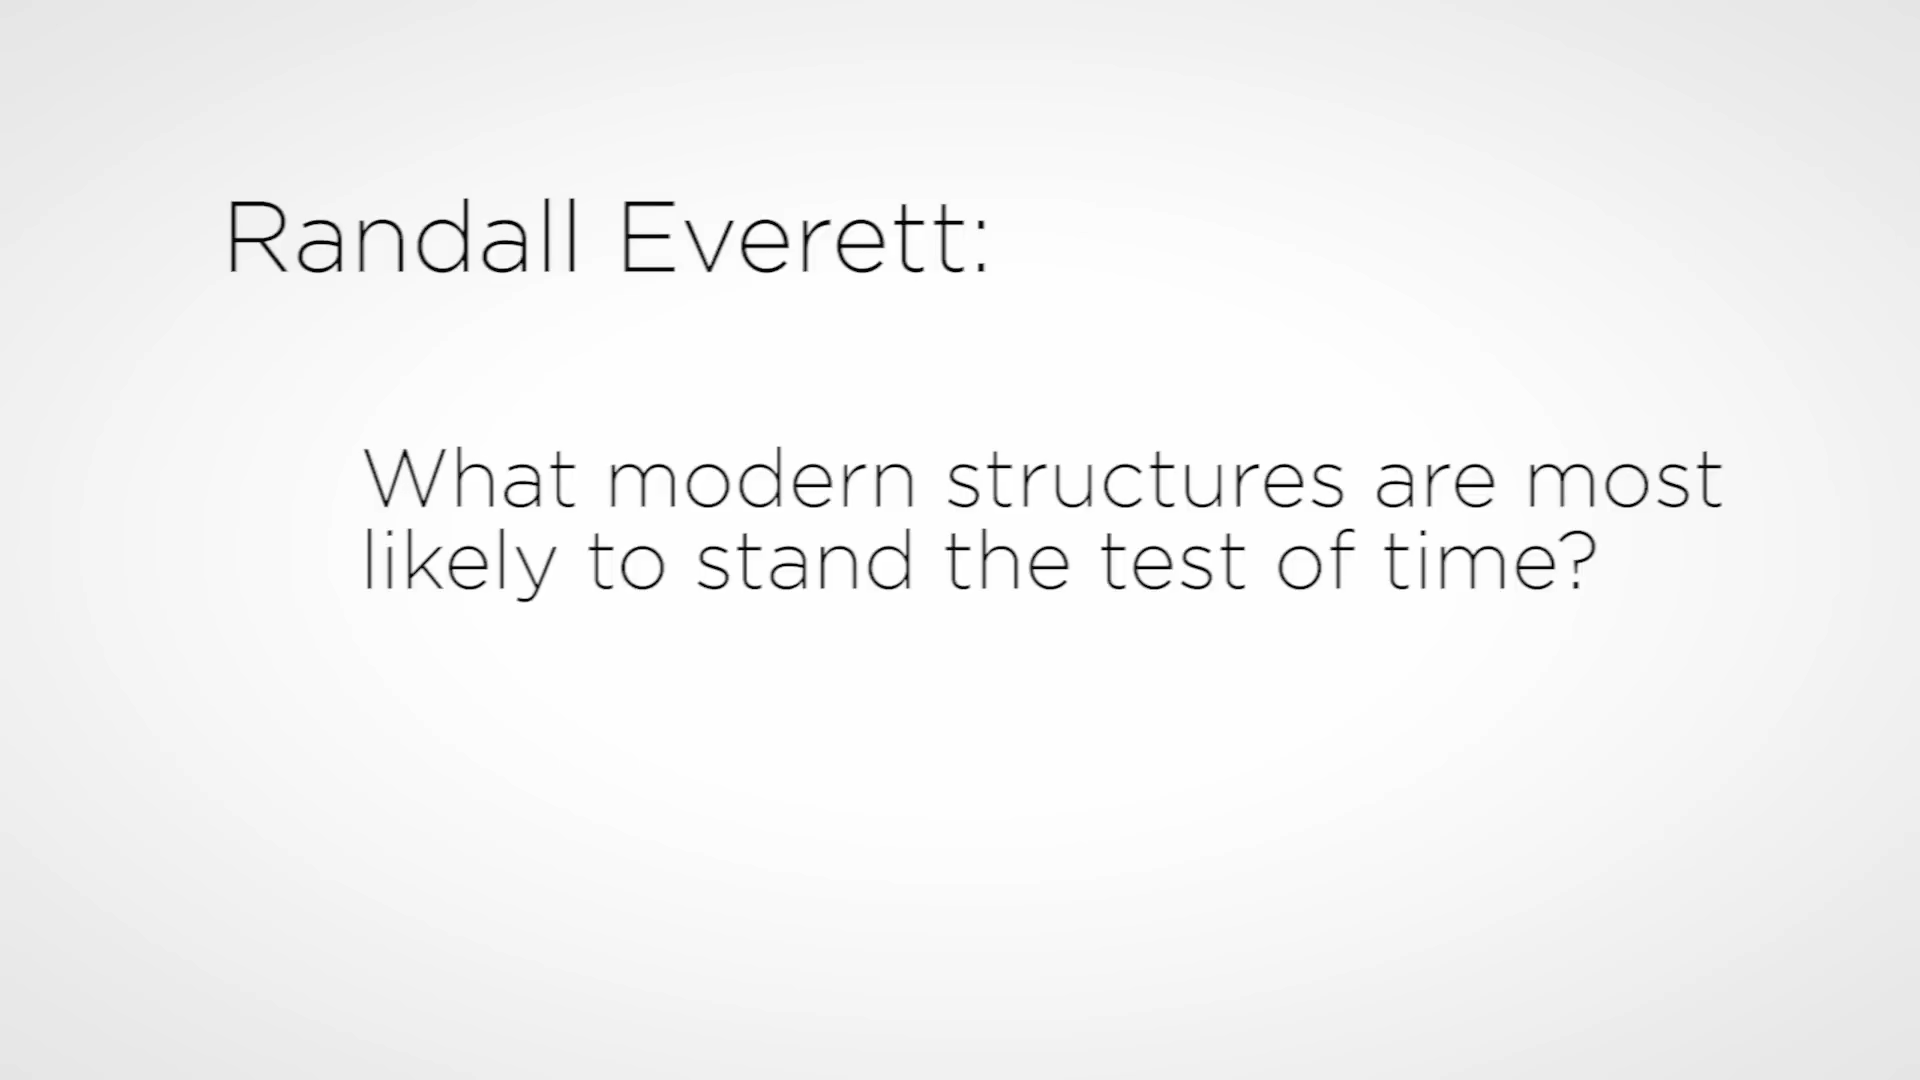 Randall Everett:
What modern structures are most
likely to stand the test of time?